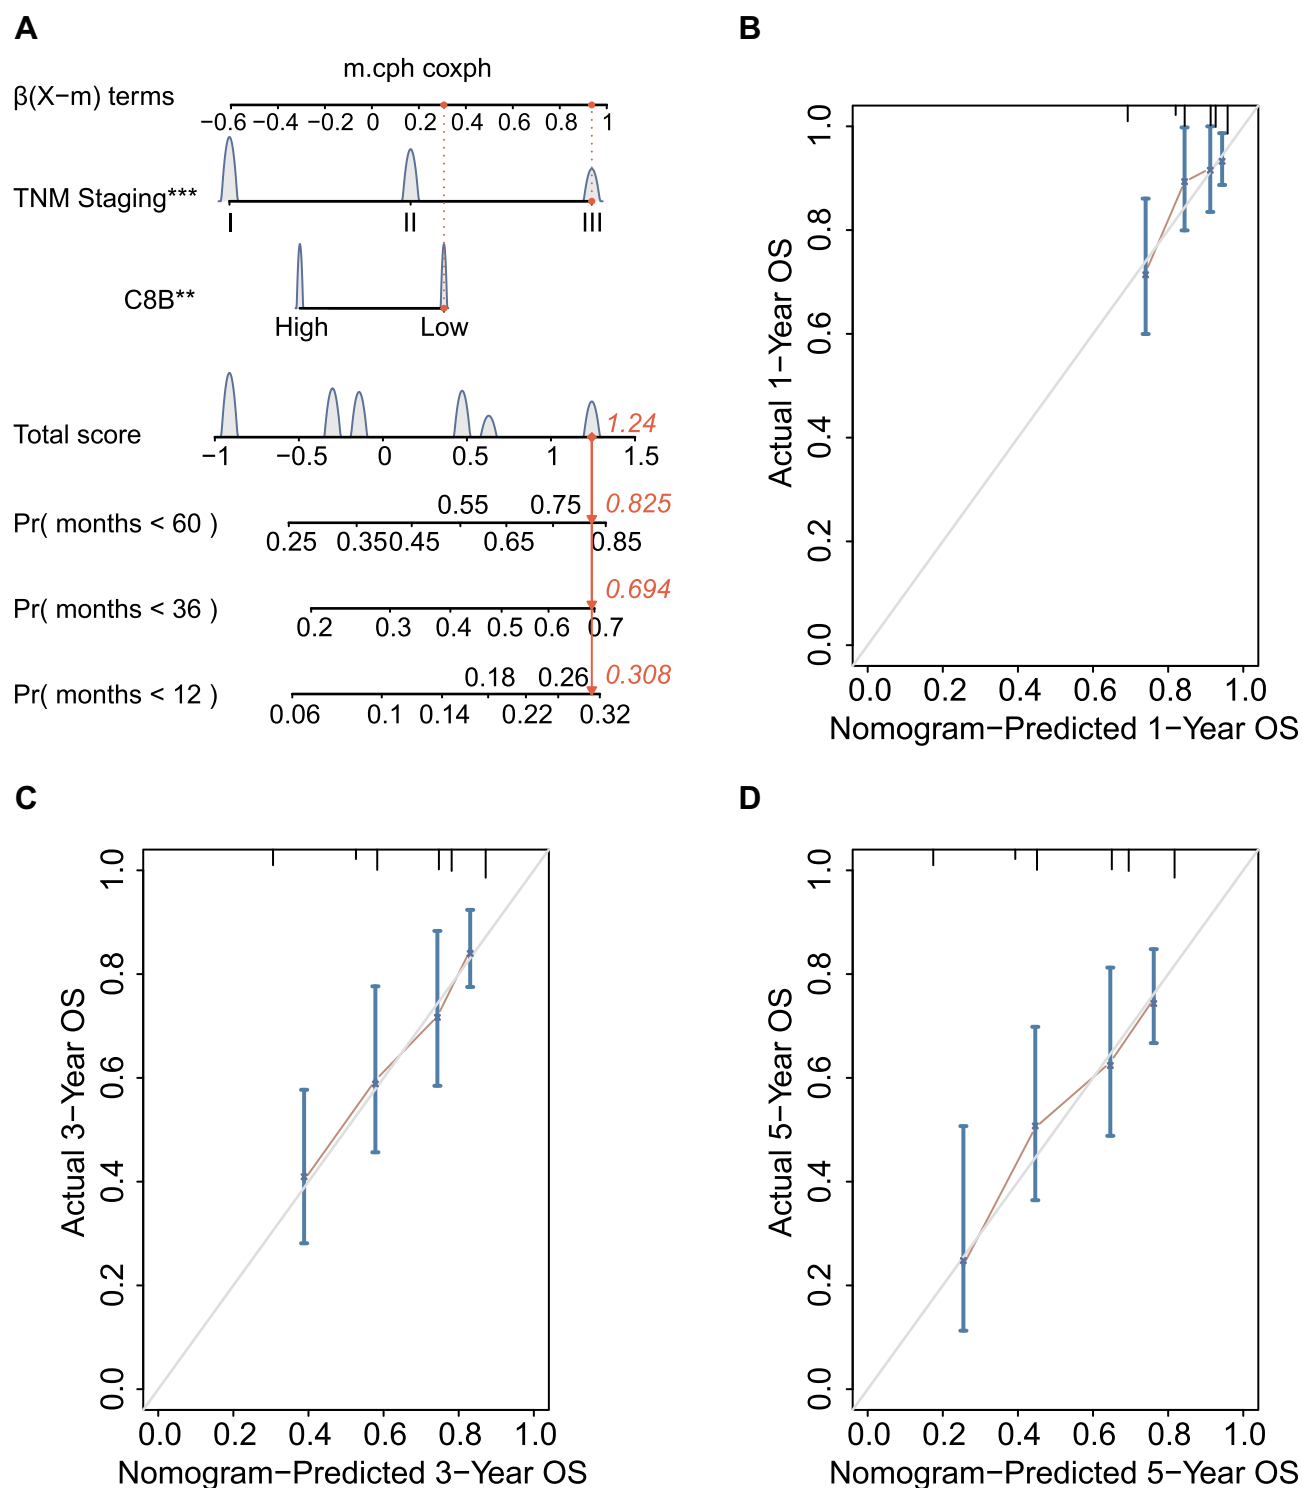 A
m.cph coxph
β(X−m) terms
−0.6 −0.4 −0.2 0 0.2 0.4 0.6 0.8 1
TNM Staging***
I II III
C8B**
High Low
Total score
1.24
−1 −0.5 0 0.5 1 1.5
Pr( months < 60 )
0.55 0.75 0.825
0.25 0.35 0.45 0.65 0.85
Pr( months < 36 )
0.694
0.2 0.3 0.4 0.5 0.6 0.7
Pr( months < 12 )
0.18 0.26 0.308
0.06 0.1 0.14 0.22 0.32
B
Actual 1−Year OS
1.0
0.8
0.6
0.4
0.2
0.0
0.0 0.2 0.4 0.6 0.8 1.0
Nomogram−Predicted 1−Year OS
C
Actual 3−Year OS
1.0
0.8
0.6
0.4
0.2
0.0
0.0 0.2 0.4 0.6 0.8 1.0
Nomogram−Predicted 3−Year OS
D
Actual 5−Year OS
1.0
0.8
0.6
0.4
0.2
0.0
0.0 0.2 0.4 0.6 0.8 1.0
Nomogram−Predicted 5−Year OS